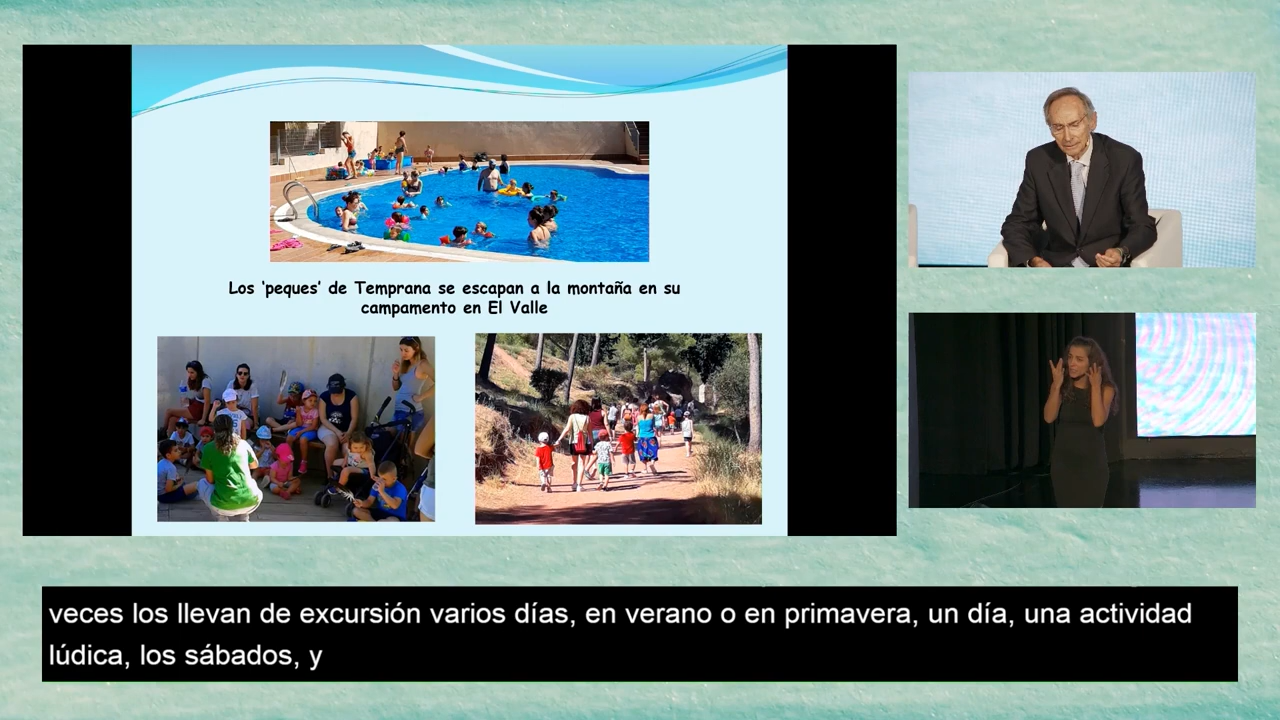 Los ‘peques’ de Temprana se escapan a la montaña en su
campamento en El Valle
veces los llevan de excursión varios días, en verano o en primavera, un día, una actividad
lúdica, los sábados, y